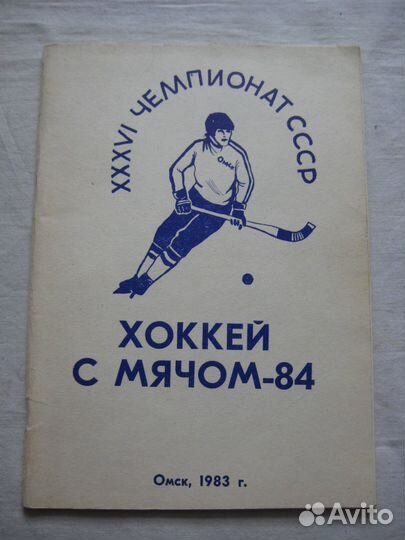 XXXVI ЧЕМПИОНАТ СССР
Омск
ХОККЕЙ
С МЯЧОМ-84
Омск, 1983 г.
Avito